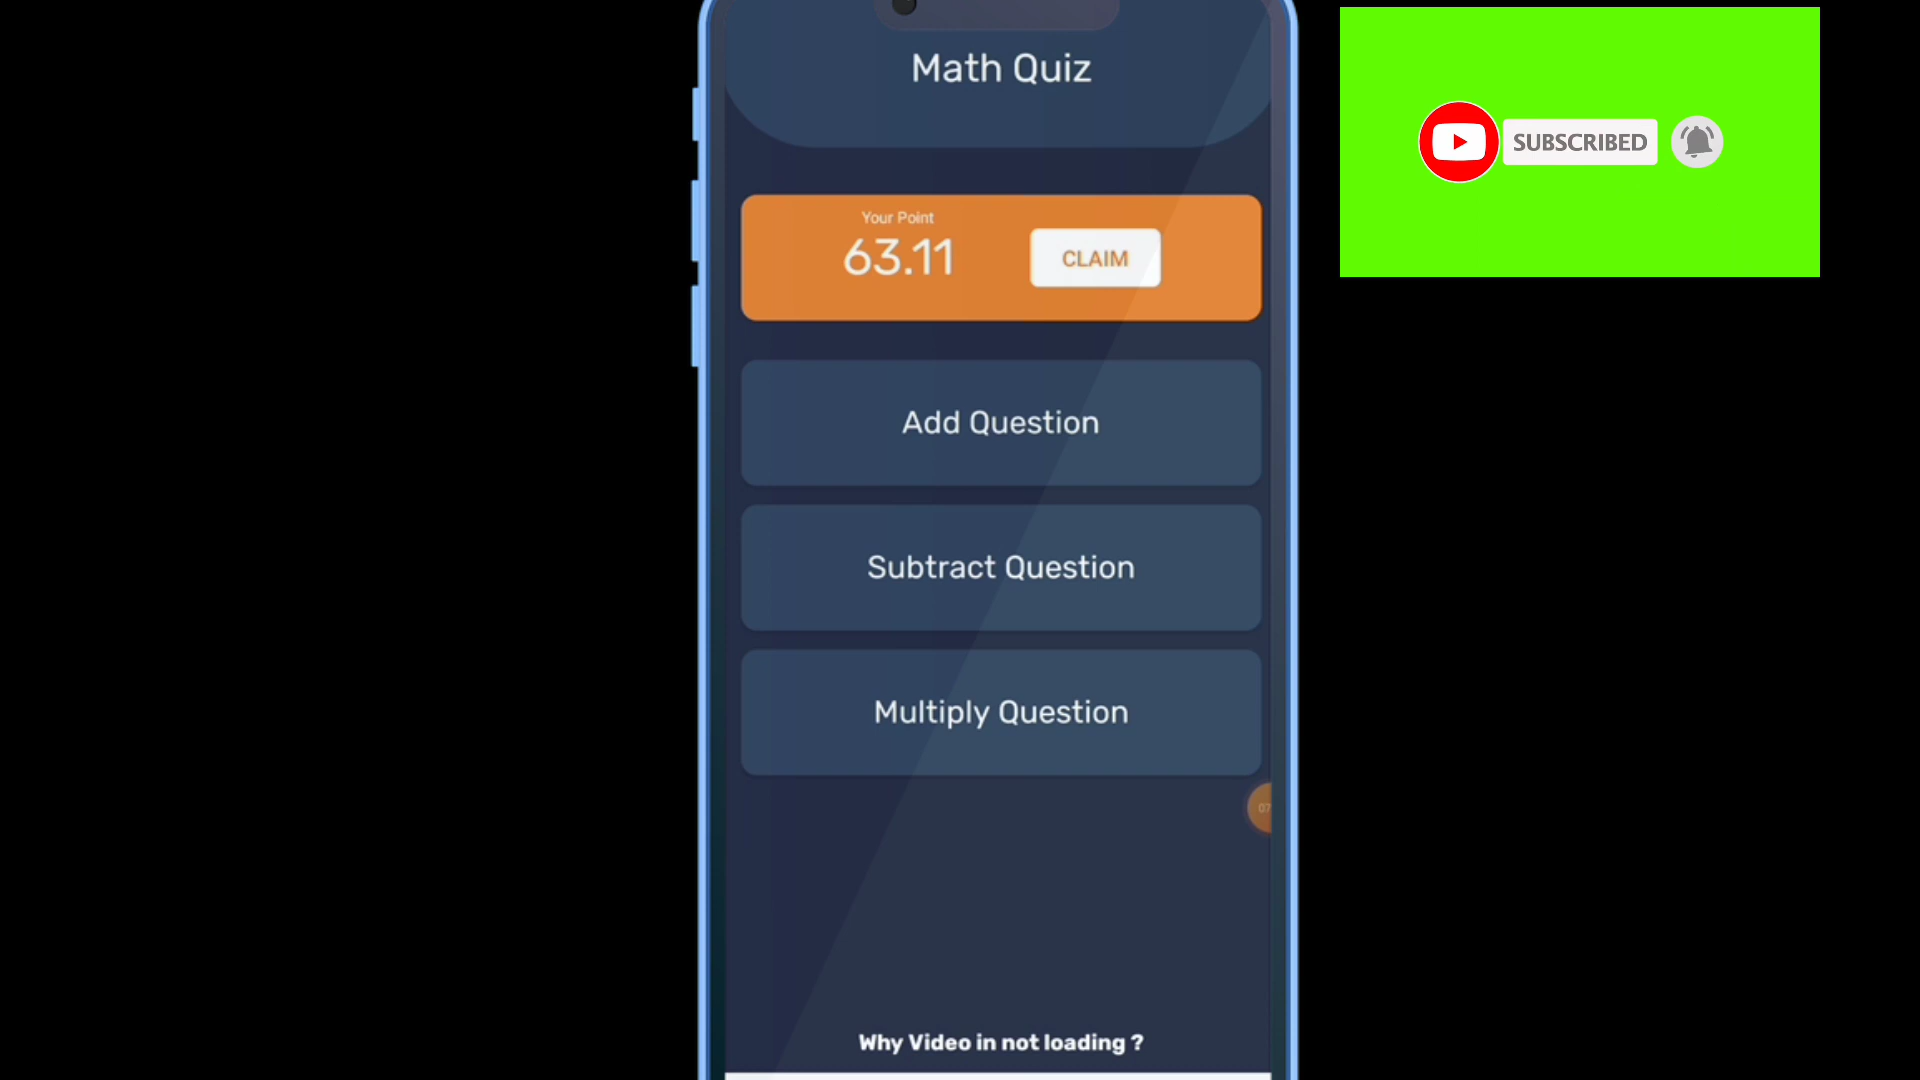 Math Quiz
SUBSCRIBED
Your Point
63.11
CLAIM
Add Question
Subtract Question
Multiply Question
07
Why Video in not loading ?